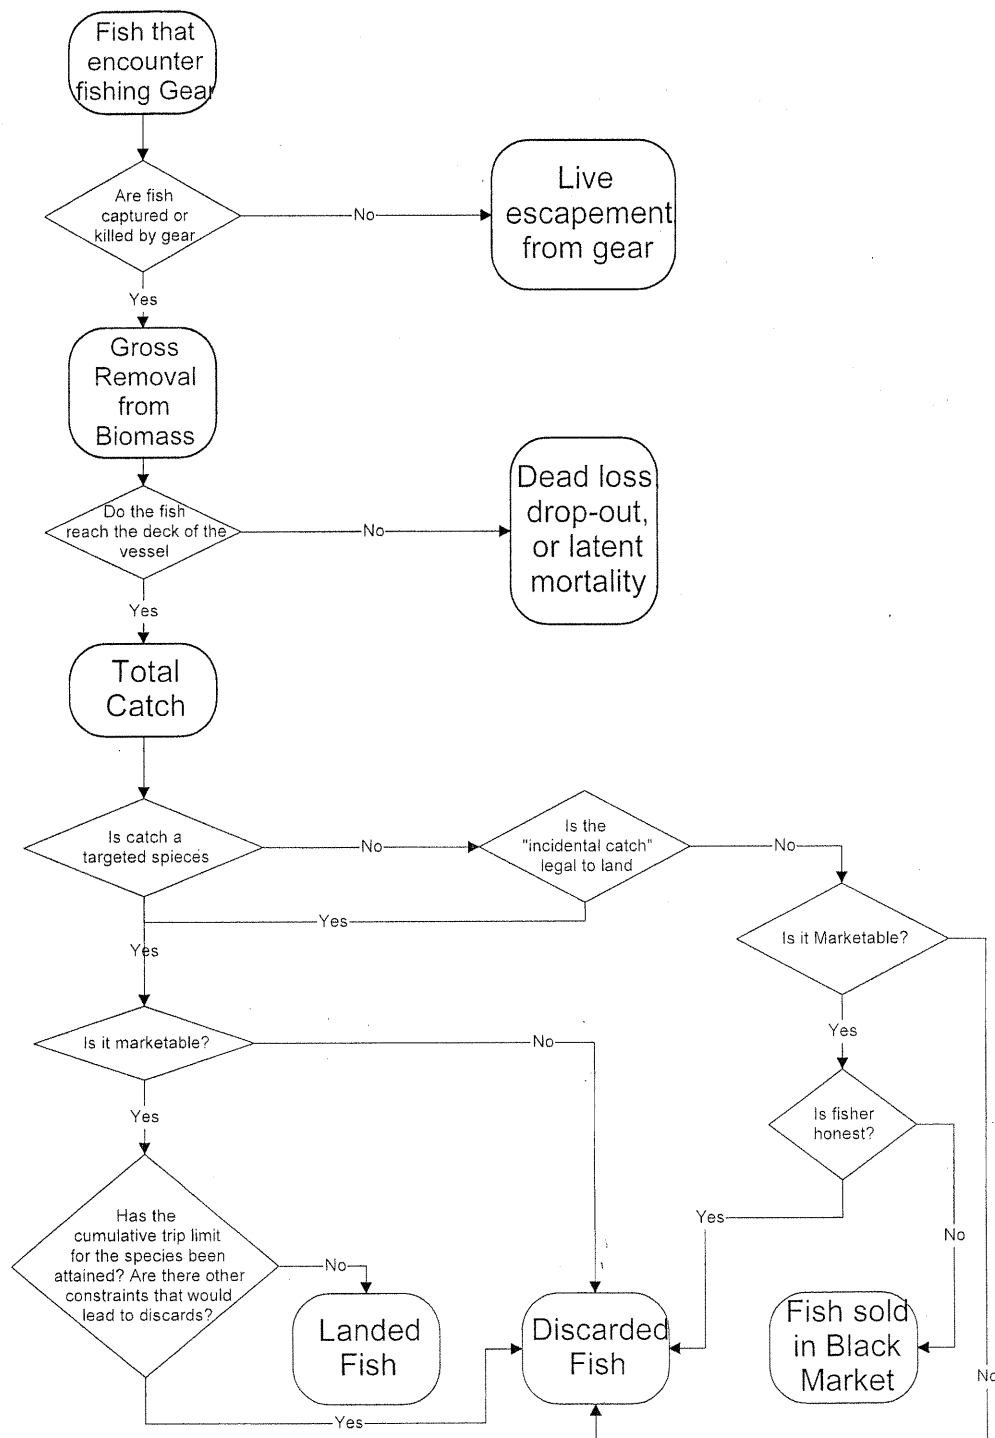 Fish that
encounter
fishing Gear
Are fish
captured or
killed by gear
No
Live
escapement
from gear
Yes
Gross
Removal
from
Biomass
Do the fish
reach the deck of the
vessel
No
Dead loss
drop-out,
or latent
mortality
Yes
Total
Catch
Is catch a
targeted spieces
No
Is the
"incidental catch"
legal to land
No
Yes
Yes
Is it Marketable?
Is it marketable?
No
Yes
Yes
Is fisher
honest?
Has the
cumulative trip limit
for the species been
attained? Are there other
constraints that would
lead to discards?
No
Yes
No
Landed
Fish
Discarded
Fish
Fish sold
in Black
Market
No
Yes